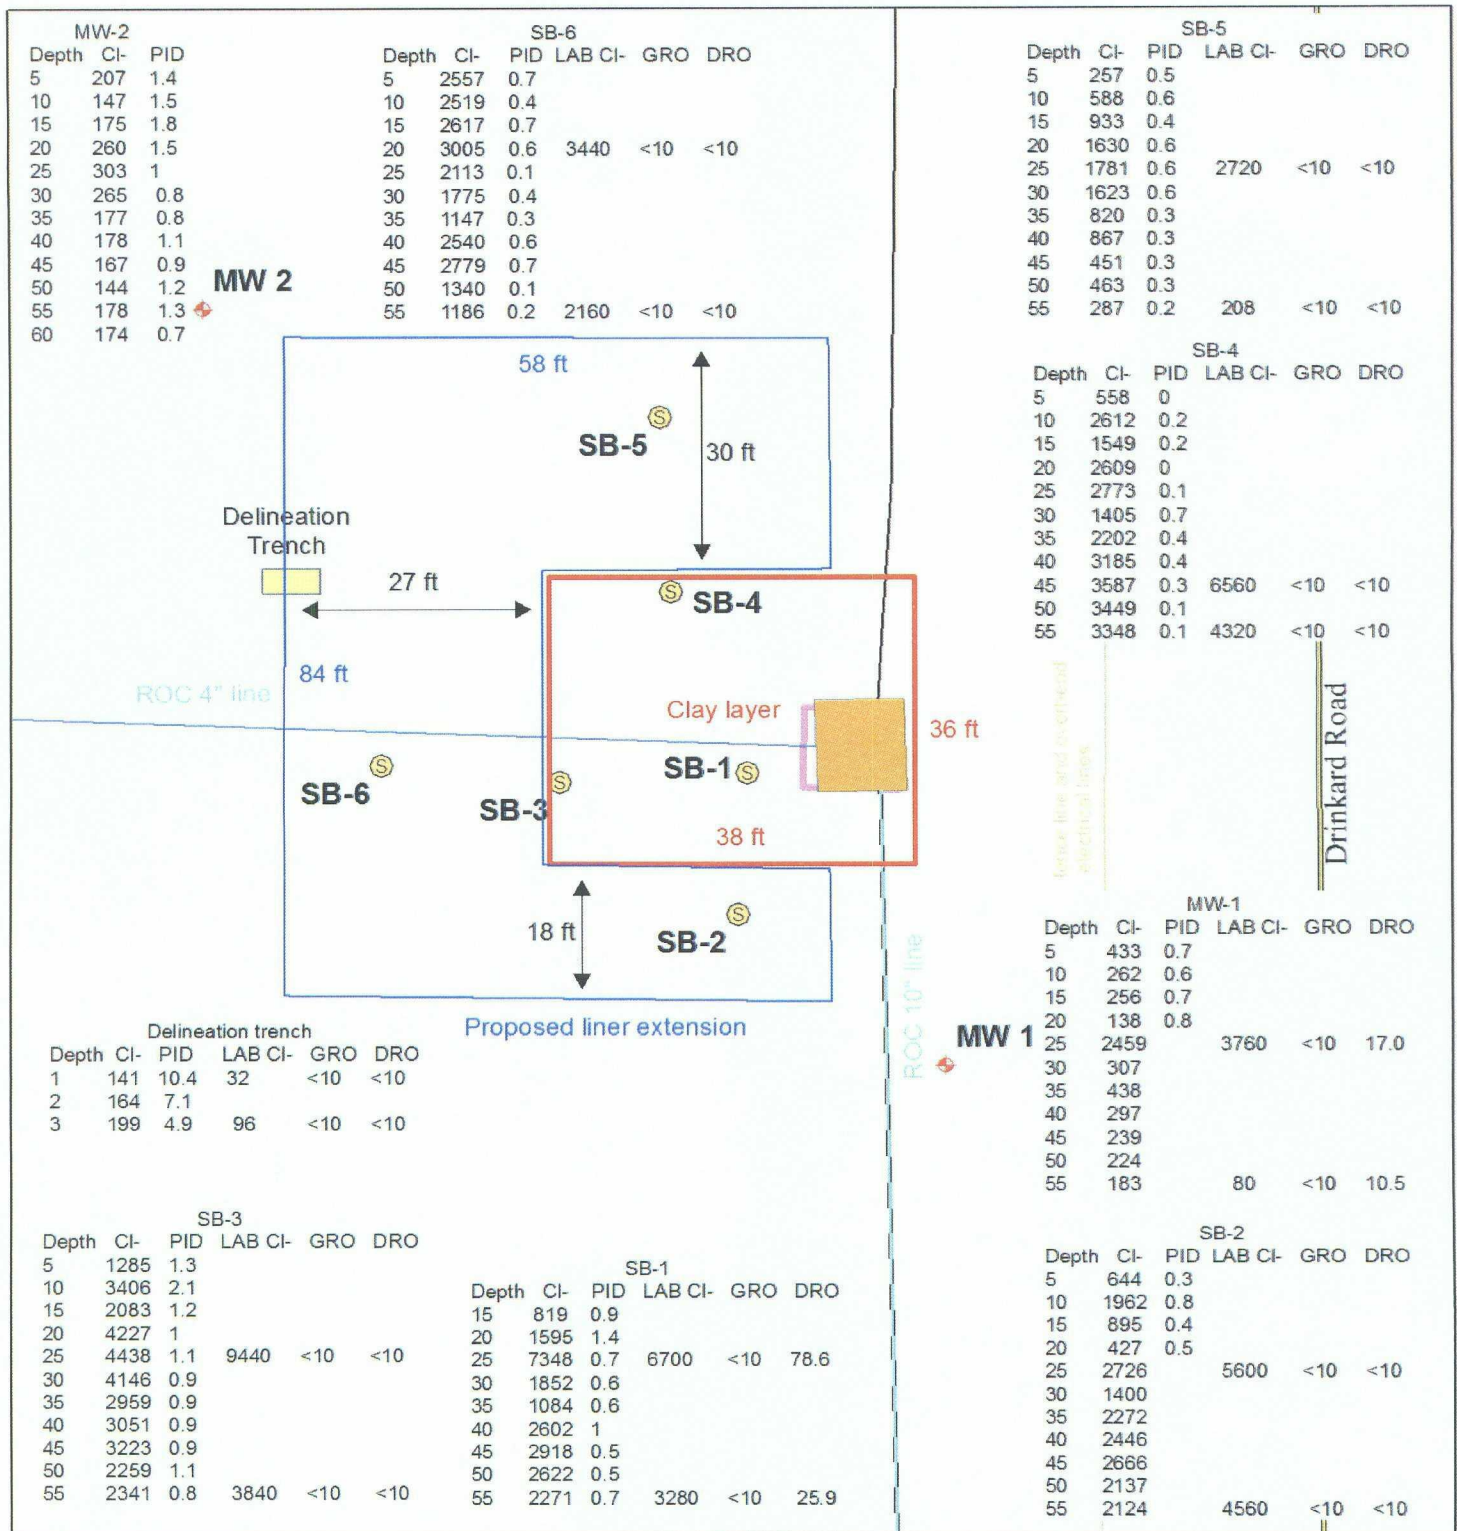 MW-2
Depth Cl- PID
5 207 1.4
10 147 1.5
15 175 1.8
20 260 1.5
25 303 1
30 265 0.8
35 177 0.8
40 178 1.1
45 167 0.9
50 144 1.2
55 178 1.3
60 174 0.7
MW 2
SB-6
Depth Cl- PID LAB Cl- GRO DRO
5 2557 0.7
10 2519 0.4
15 2617 0.7
20 3005 0.6 3440 <10 <10
25 2113 0.1
30 1775 0.4
35 1147 0.3
40 2540 0.6
45 2779 0.7
50 1340 0.1
55 1186 0.2 2160 <10 <10
SB-5
Depth Cl- PID LAB Cl- GRO DRO
5 257 0.5
10 588 0.6
15 933 0.4
20 1630 0.6
25 1781 0.6 2720 <10 <10
30 1623 0.6
35 820 0.3
40 867 0.3
45 451 0.3
50 463 0.3
55 287 0.2 208 <10 <10
SB-4
Depth Cl- PID LAB Cl- GRO DRO
5 558 0
10 2612 0.2
15 1549 0.2
20 2609 0
25 2773 0.1
30 1405 0.7
35 2202 0.4
40 3185 0.4
45 3587 0.3 6560 <10 <10
50 3449 0.1
55 3348 0.1 4320 <10 <10
58 ft
SB-5
30 ft
Delineation
Trench
27 ft
SB-4
84 ft
ROC 4" line
Clay layer
36 ft
SB-1
SB-6
SB-3
38 ft
18 ft
SB-2
Proposed liner extension
ROC 10" line
MW 1
fence line and overhead
electrical lines
Drinkard Road
MW-1
Depth Cl- PID LAB Cl- GRO DRO
5 433 0.7
10 262 0.6
15 256 0.7
20 138 0.8
25 2459 3760 <10 17.0
30 307
35 438
40 297
45 239
50 224
55 183 80 <10 10.5
Delineation trench
Depth Cl- PID LAB Cl- GRO DRO
1 141 10.4 32 <10 <10
2 164 7.1
3 199 4.9 96 <10 <10
SB-3
Depth Cl- PID LAB Cl- GRO DRO
5 1285 1.3
10 3406 2.1
15 2083 1.2
20 4227 1
25 4438 1.1 9440 <10 <10
30 4146 0.9
35 2959 0.9
40 3051 0.9
45 3223 0.9
50 2259 1.1
55 2341 0.8 3840 <10 <10
SB-1
Depth Cl- PID LAB Cl- GRO DRO
15 819 0.9
20 1595 1.4
25 7348 0.7 6700 <10 78.6
30 1852 0.6
35 1084 0.6
40 2602 1
45 2918 0.5
50 2622 0.5
55 2271 0.7 3280 <10 25.9
SB-2
Depth Cl- PID LAB Cl- GRO DRO
5 644 0.3
10 1962 0.8
15 895 0.4
20 427 0.5
25 2726 5600 <10 <10
30 1400
35 2272
40 2446
45 2666
50 2137
55 2124 4560 <10 <10